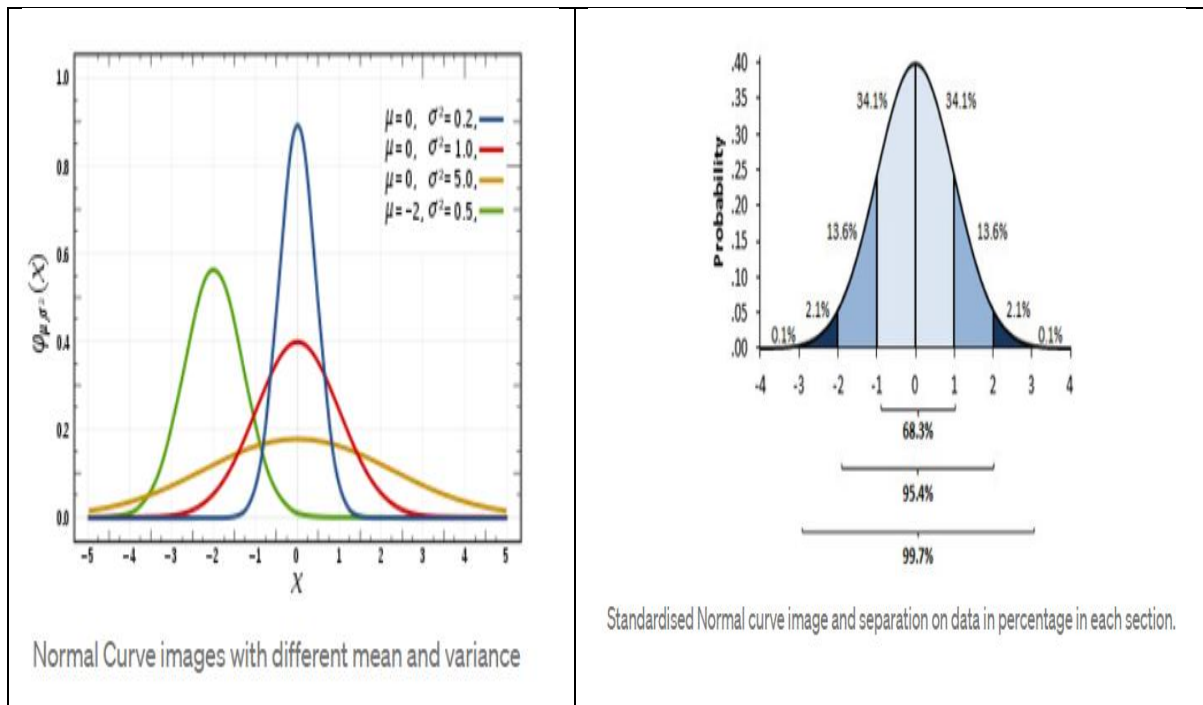 1.0
0.8
0.6
0.4
0.2
0.0
φμ,σ²(X)
μ=0, σ²=0.2,
μ=0, σ²=1.0,
μ=0, σ²=5.0,
μ=-2, σ²=0.5,
-5 -4 -3 -2 -1 0 1 2 3 4 5
X
Normal Curve images with different mean and variance
Probability
.40
.35
.30
.25
.20
.15
.10
.05
.00
34.1% 34.1%
13.6% 13.6%
2.1% 2.1%
0.1% 0.1%
-4 -3 -2 -1 0 1 2 3 4
68.3%
95.4%
99.7%
Standardised Normal curve image and separation on data in percentage in each section.